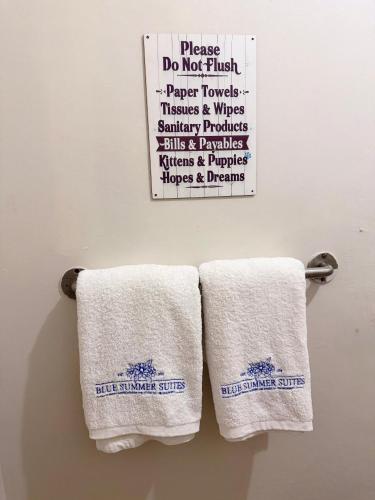 Please
Do Not Flush
Paper Towels
Tissues & Wipes
Sanitary Products
Bills & Payables
Kittens & Puppies
Hopes & Dreams
BLUE SUMMER SUITES
BLUE SUMMER SUITES